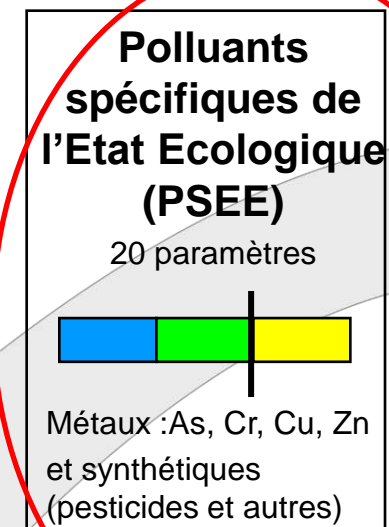 Polluants
spécifiques de
l'Etat Ecologique
(PSEE)
20 paramètres
Métaux :As, Cr, Cu, Zn
et synthétiques
(pesticides et autres)